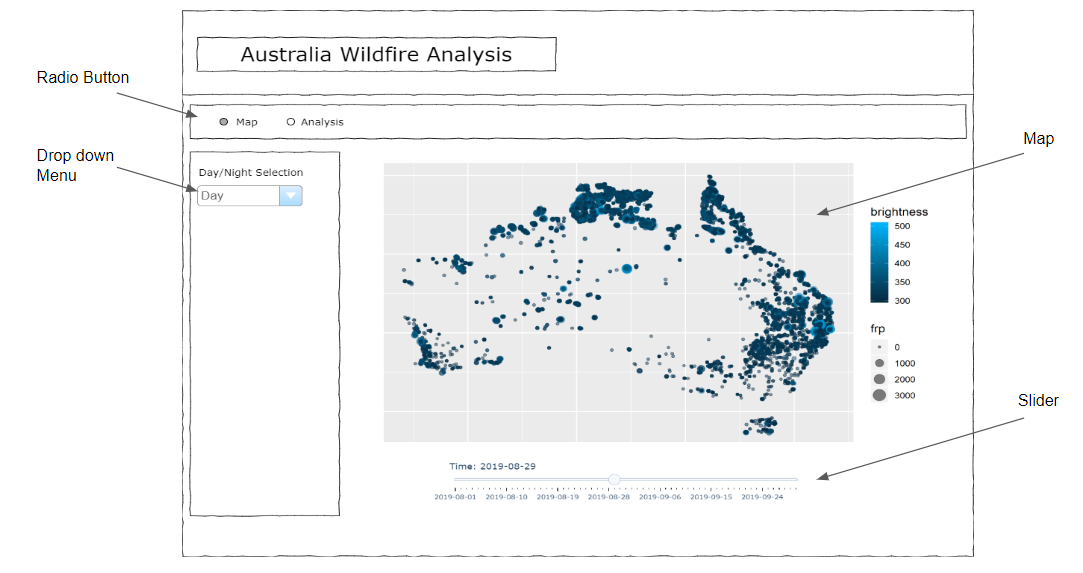 Australia Wildfire Analysis
Radio Button
Map
Analysis
Drop down
Menu
Day/Night Selection
Day
Map
brightness
500
450
400
350
300
frp
0
1000
2000
3000
Slider
Time: 2019-08-29
2019-08-01 2019-08-10 2019-08-19 2019-08-28 2019-09-06 2019-09-15 2019-09-24